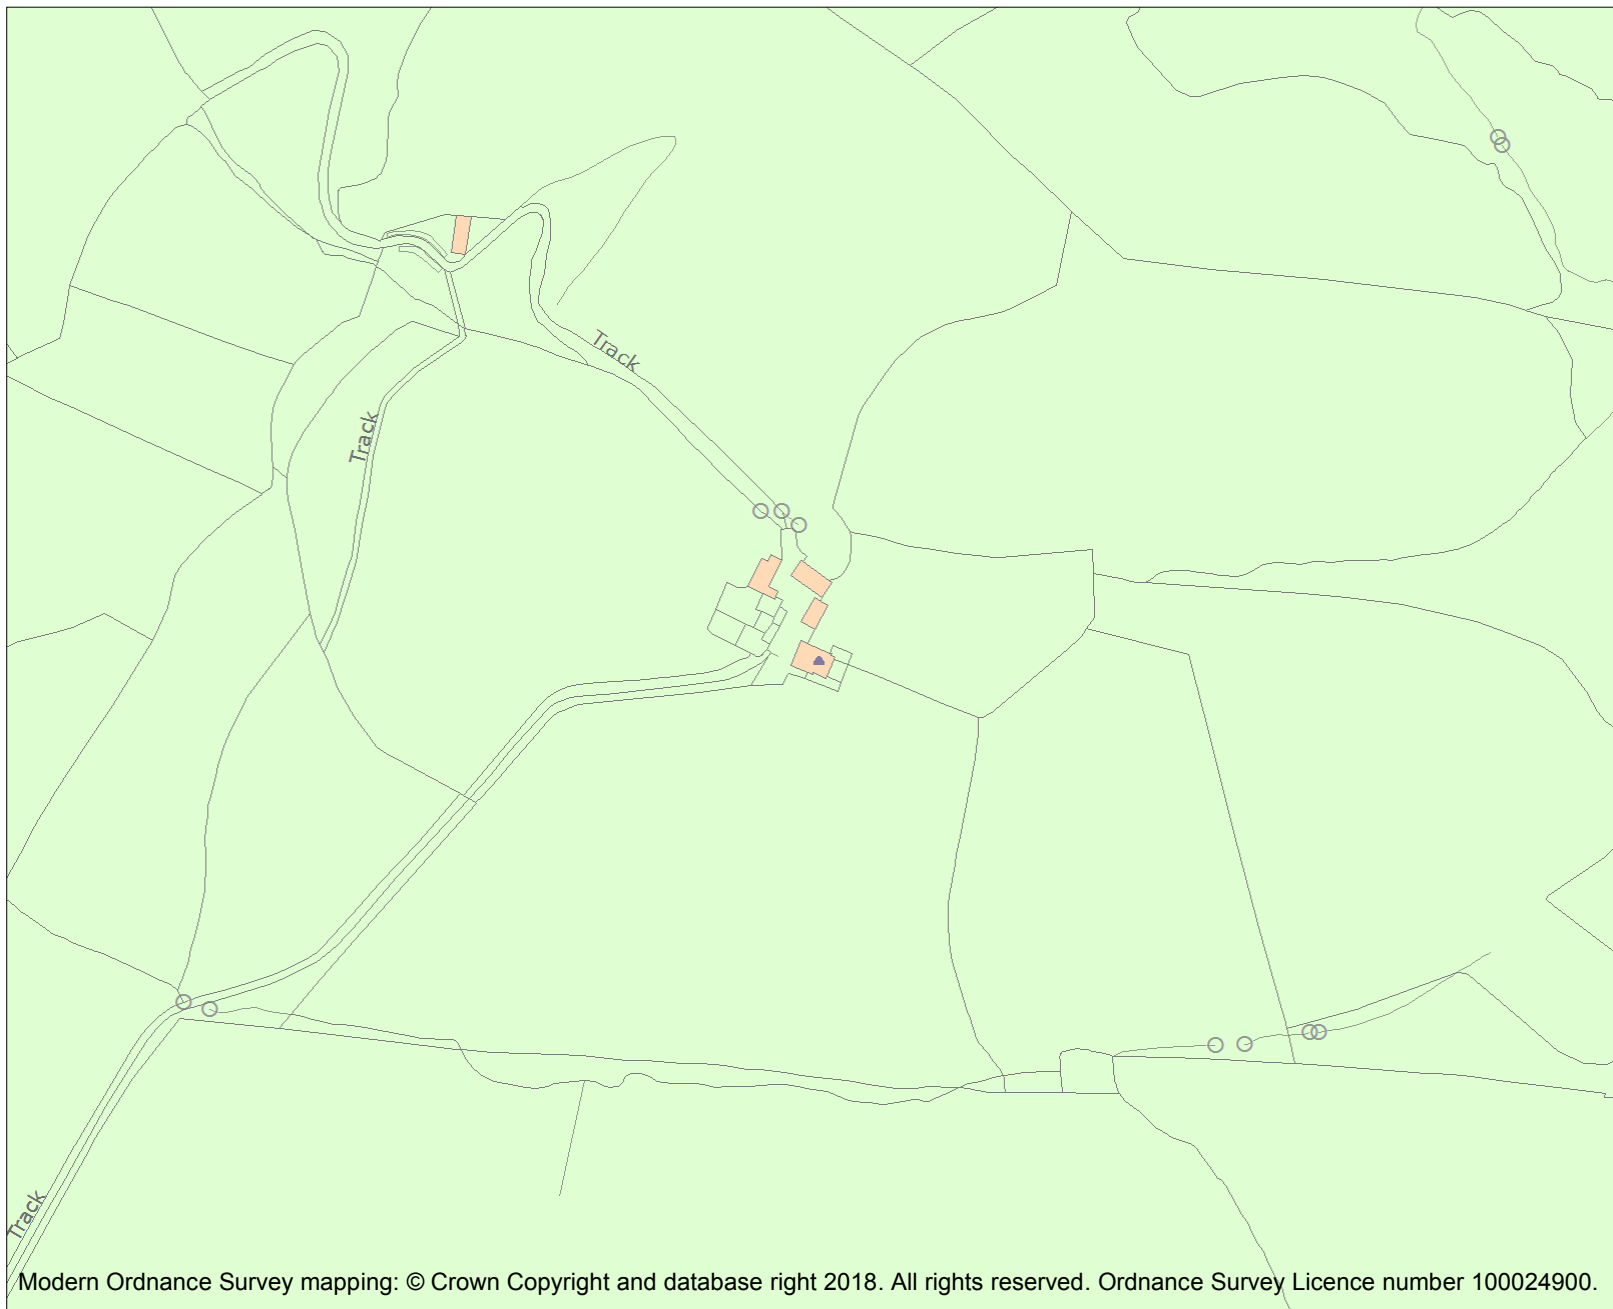 Track
Track
Track
Modern Ordnance Survey mapping: © Crown Copyright and database right 2018. All rights reserved. Ordnance Survey Licence number 100024900.